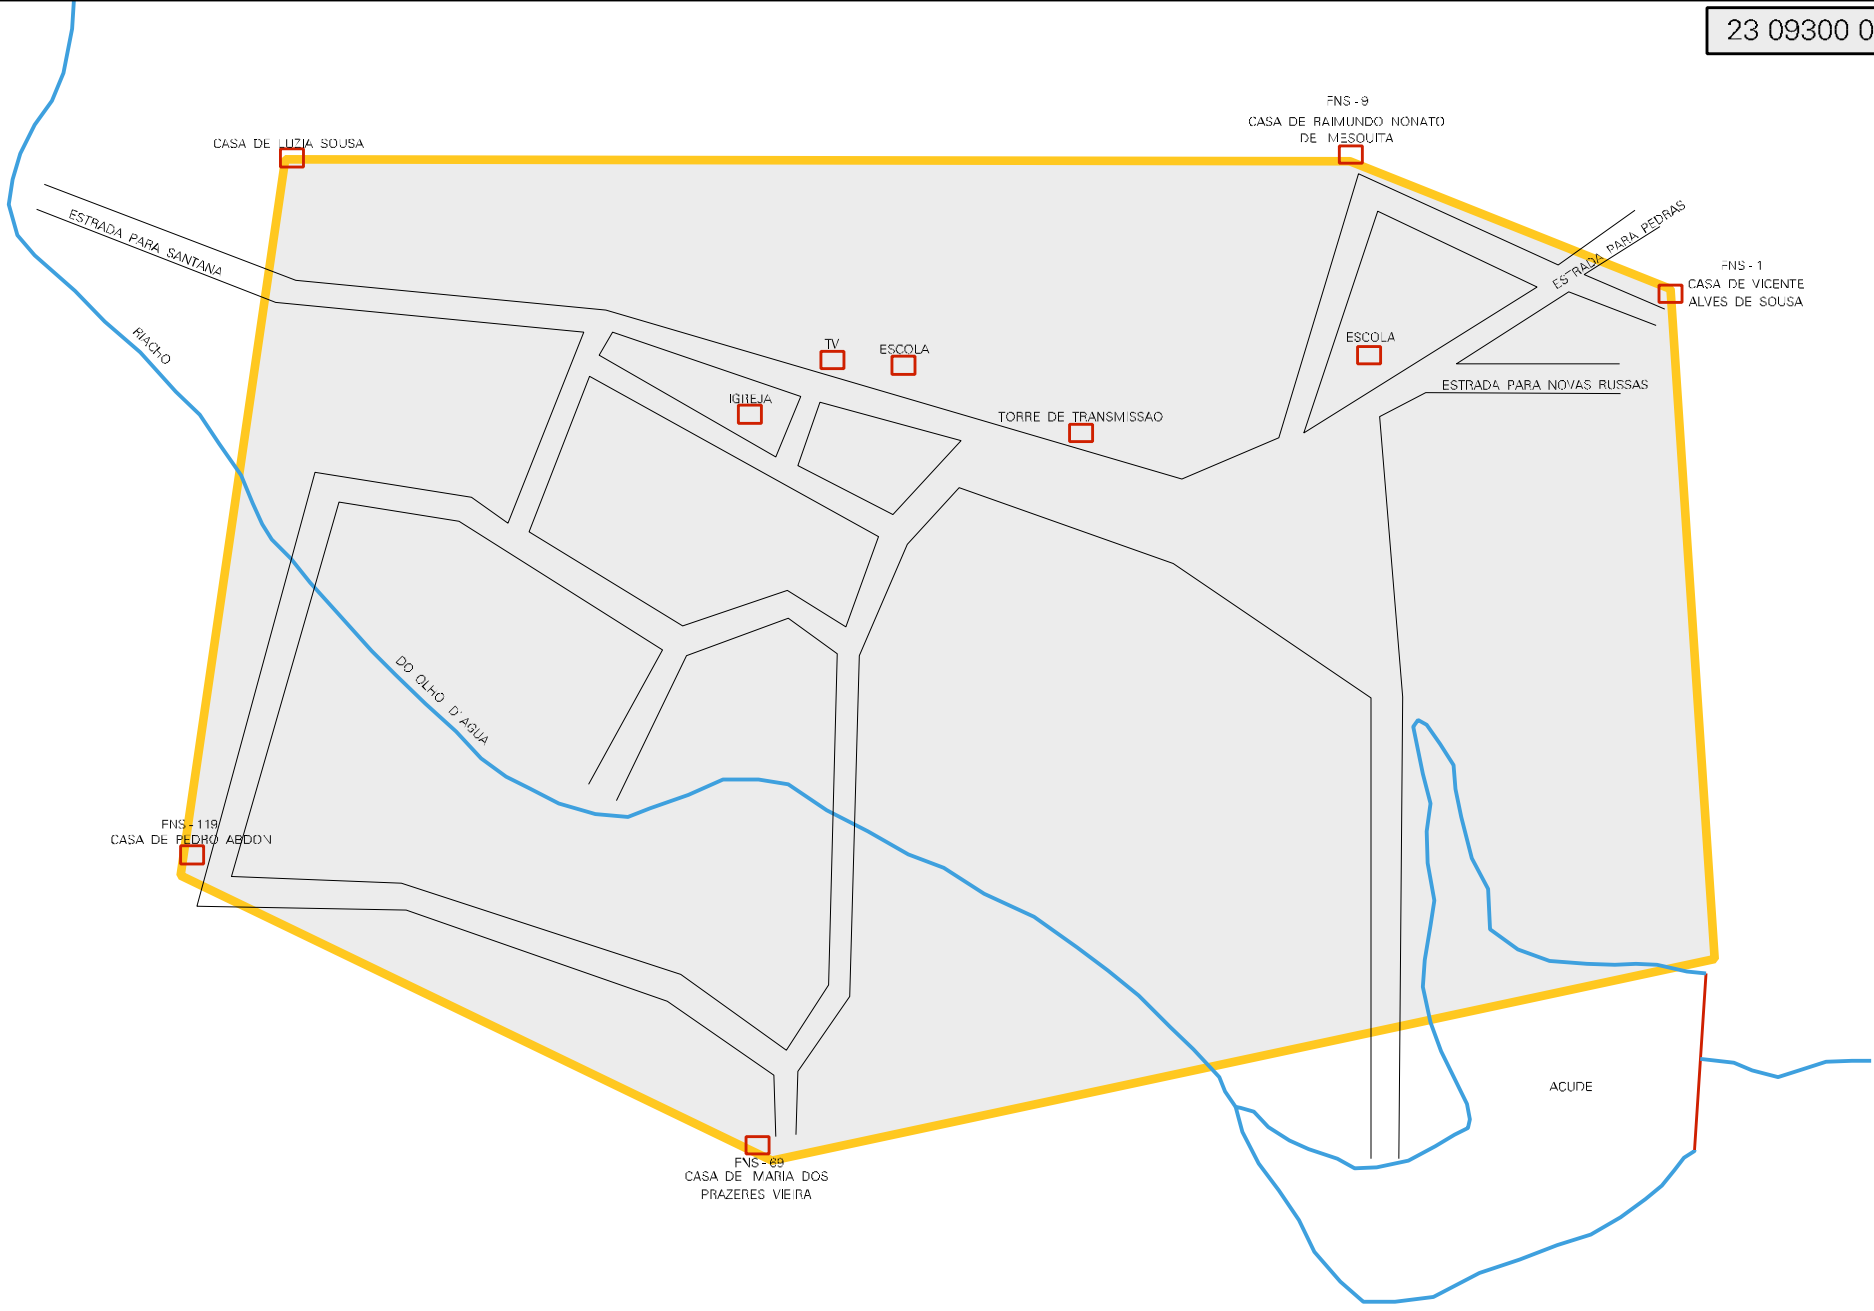 23 09300 0
FNS - 9
CASA DE RAIMUNDO NONATO
DE MESQUITA
CASA DE LUZIA SOUSA
ESTRADA PARA SANTANA
ESTRADA PARA PEDRAS
FNS - 1
CASA DE VICENTE
ALVES DE SOUSA
RIACHO
TV
ESCOLA
ESCOLA
IGREJA
ESTRADA PARA NOVAS RUSSAS
TORRE DE TRANSMISSAO
DO OLHO D'AGUA
FNS - 119
CASA DE PEDRO ABDON
ACUDE
FNS - 69
CASA DE MARIA DOS
PRAZERES VIEIRA